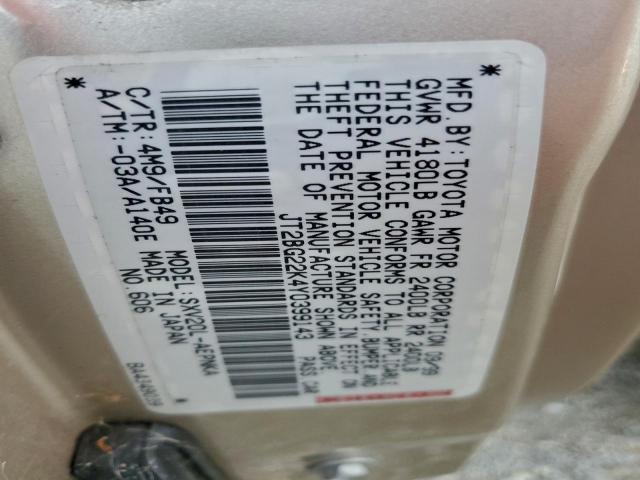 MFD. BY: TOYOTA MOTOR CORPORATION 09/99
GVWR 4180LB GAWR FR 2400LB RR 2400LB
THIS VEHICLE CONFORMS TO ALL APPLICABLE
FEDERAL MOTOR VEHICLE SAFETY, BUMPER, AND
THEFT PREVENTION STANDARDS IN EFFECT ON
THE DATE OF MANUFACTURE SHOWN ABOVE.
JT2BG22K4Y0399143 PASS CAR
C/TR: 4M9/FB49 MODEL: SXV20L-AEPNKA
A/TM: -03A/A140E MADE IN JAPAN
NO. 606